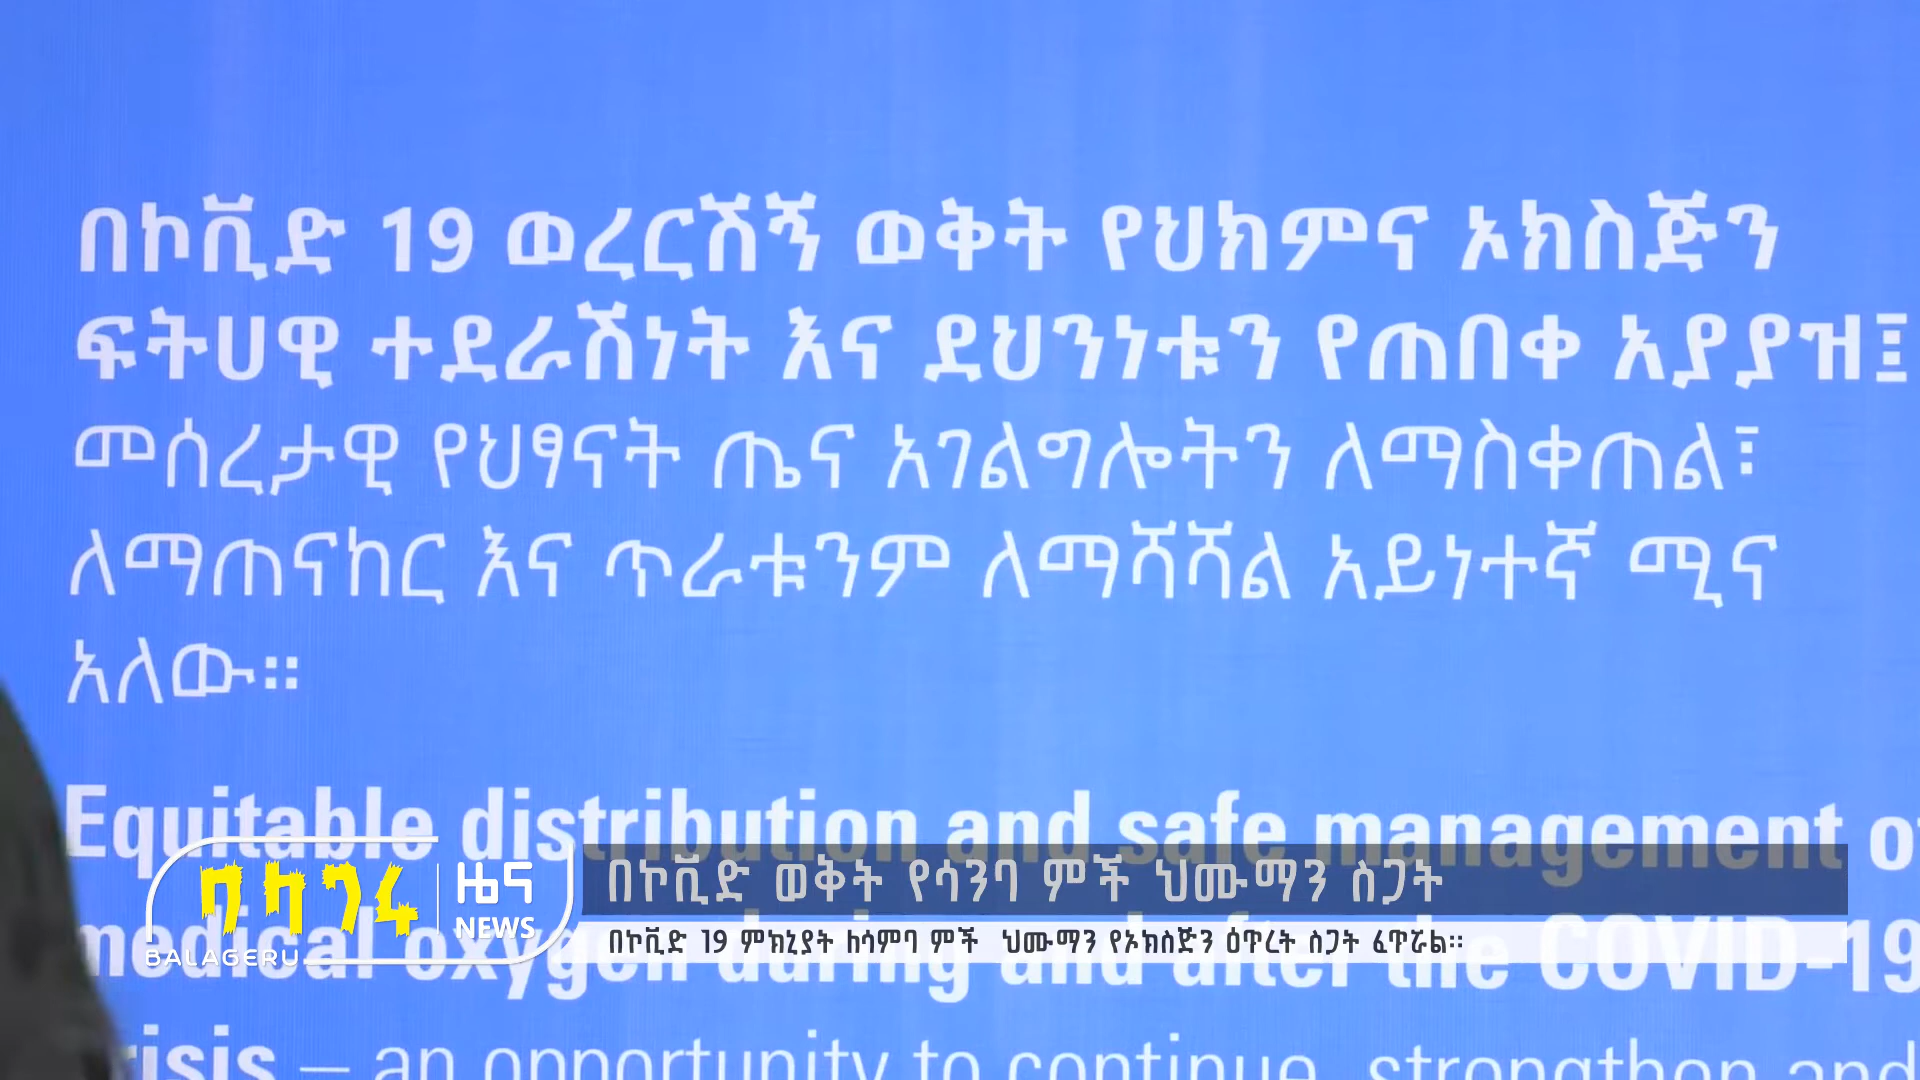 በኮቪድ 19 ወረርሽኝ ወቅት የህክምና ኦክስጅን
ፍትሀዊ ተደራሽነት እና ደህንነቱን የጠበቀ አያያዝ፤
መሰረታዊ የህፃናት ጤና አገልግሎትን ለማስቀጠል፣
ለማጠናከር እና ጥራቱንም ለማሻሻል አይነተኛ ሚና
አለው።
Equitable distribution and safe management of
medical oxygen during and after the COVID-19
crisis – an opportunity to continue, strengthen and
ባላገሩ
BALAGERU
ዜና
NEWS
በኮቪድ ወቅት የሳንባ ምች ህሙማን ስጋት
በኮቪድ 19 ምክኒያት ለሳምባ ምች ህሙማን የኦክስጅን ዕጥረት ስጋት ፈጥሯል።